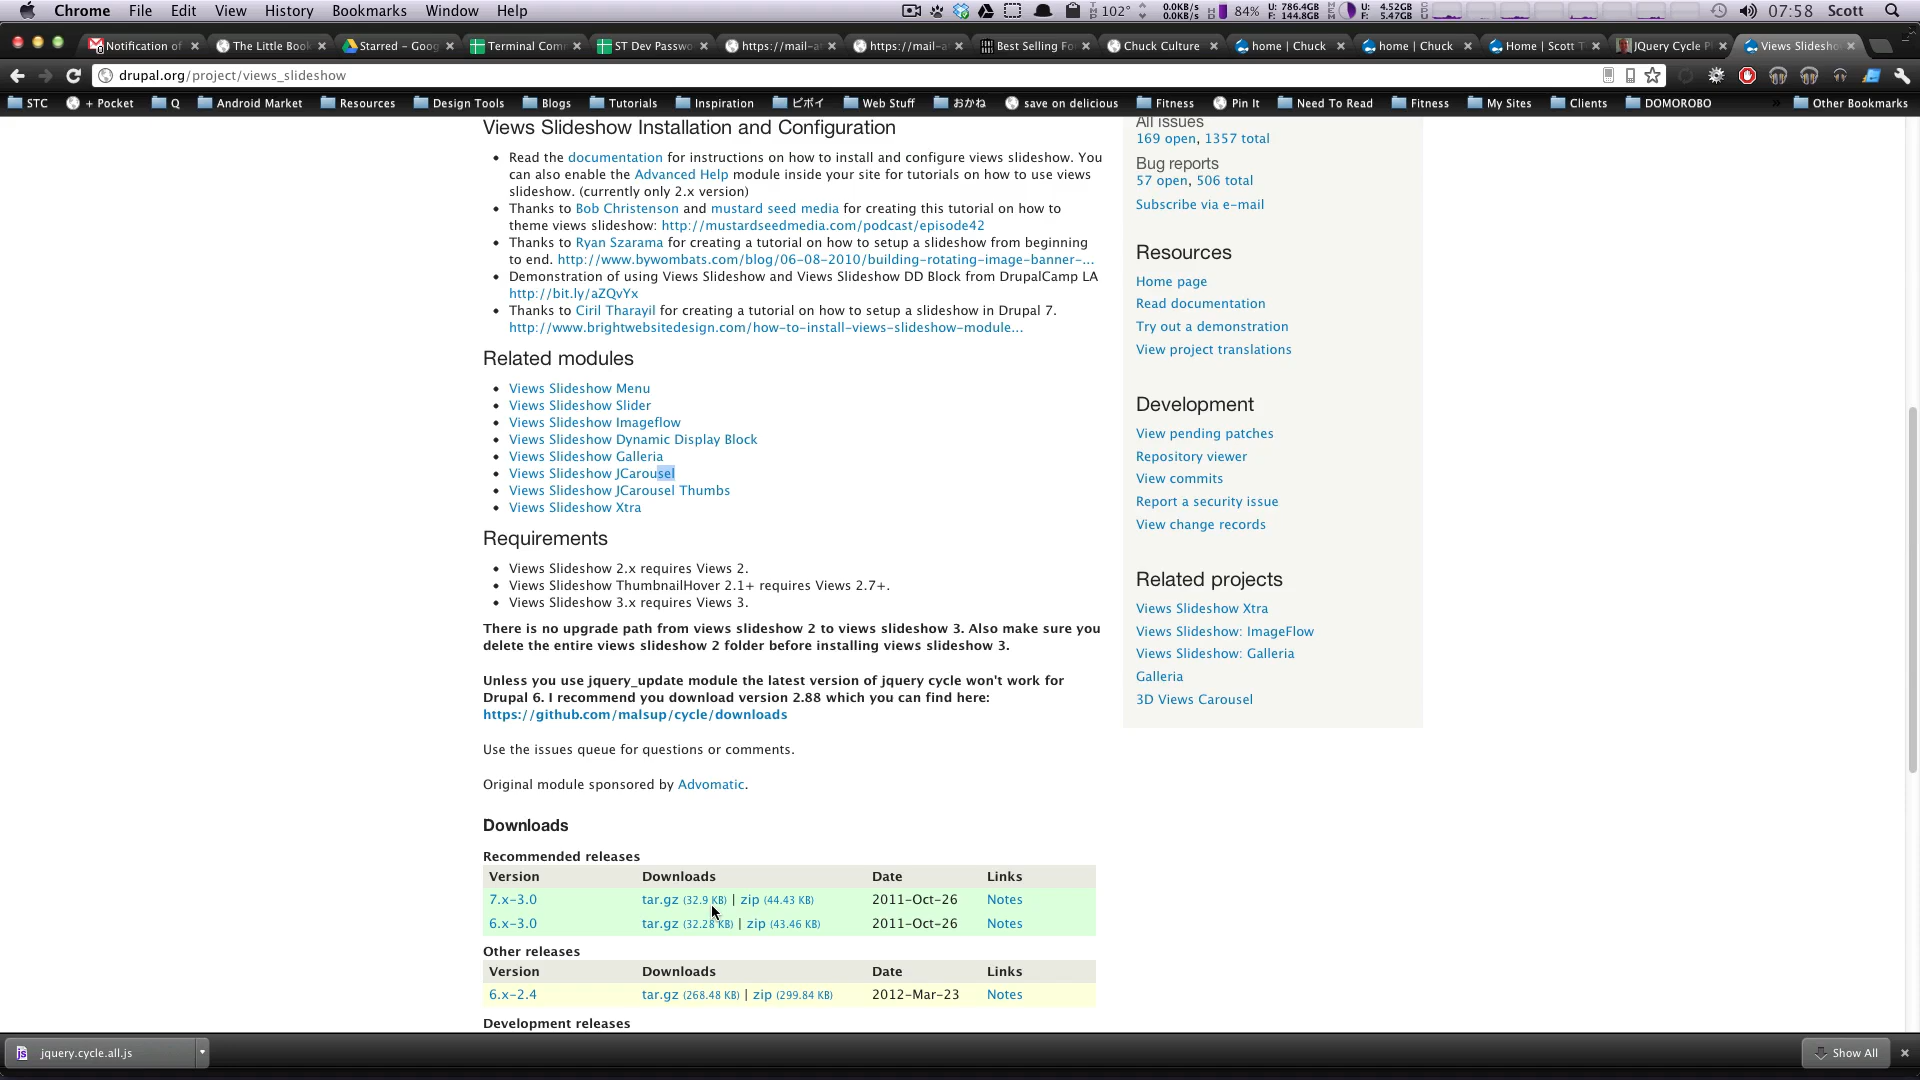 Chrome File Edit View History Bookmarks Window Help 102° 0.0KB/s 0.0KB/s 84% U: 786.4GB F: 144.8GB U: 4.52GB F: 5.47GB 07:58 Scott
Notification of The Little Boo Starred – Goo Terminal Com ST Dev Passwo https://mail-a https://mail-a Best Selling Fo Chuck Culture home | Chuck home | Chuck Home | Scott T JQuery Cycle Pl Views Slidesho
drupal.org/project/views_slideshow
STC + Pocket Q Android Market Resources Design Tools Blogs Tutorials Inspiration ビボイ Web Stuff おかね save on delicious Fitness Pin It Need To Read Fitness My Sites Clients DOMOROBO » Other Bookmarks
Views Slideshow Installation and Configuration
Read the documentation for instructions on how to install and configure views slideshow. You
can also enable the Advanced Help module inside your site for tutorials on how to use views
slideshow. (currently only 2.x version)
Thanks to Bob Christenson and mustard seed media for creating this tutorial on how to
theme views slideshow: http://mustardseedmedia.com/podcast/episode42
Thanks to Ryan Szarama for creating a tutorial on how to setup a slideshow from beginning
to end. http://www.bywombats.com/blog/06-08-2010/building-rotating-image-banner-...
Demonstration of using Views Slideshow and Views Slideshow DD Block from DrupalCamp LA
http://bit.ly/aZQvYx
Thanks to Ciril Tharayil for creating a tutorial on how to setup a slideshow in Drupal 7.
http://www.brightwebsitedesign.com/how-to-install-views-slideshow-module...
Related modules
Views Slideshow Menu
Views Slideshow Slider
Views Slideshow Imageflow
Views Slideshow Dynamic Display Block
Views Slideshow Galleria
Views Slideshow JCarousel
Views Slideshow JCarousel Thumbs
Views Slideshow Xtra
Requirements
Views Slideshow 2.x requires Views 2.
Views Slideshow ThumbnailHover 2.1+ requires Views 2.7+.
Views Slideshow 3.x requires Views 3.
There is no upgrade path from views slideshow 2 to views slideshow 3. Also make sure you
delete the entire views slideshow 2 folder before installing views slideshow 3.
Unless you use jquery_update module the latest version of jquery cycle won't work for
Drupal 6. I recommend you download version 2.88 which you can find here:
https://github.com/malsup/cycle/downloads
Use the issues queue for questions or comments.
Original module sponsored by Advomatic.
Downloads
Recommended releases
Version Downloads Date Links
7.x-3.0 tar.gz (32.9 KB) | zip (44.43 KB) 2011-Oct-26 Notes
6.x-3.0 tar.gz (32.28 KB) | zip (43.46 KB) 2011-Oct-26 Notes
Other releases
Version Downloads Date Links
6.x-2.4 tar.gz (268.48 KB) | zip (299.84 KB) 2012-Mar-23 Notes
Development releases
All issues
169 open, 1357 total
Bug reports
57 open, 506 total
Subscribe via e-mail
Resources
Home page
Read documentation
Try out a demonstration
View project translations
Development
View pending patches
Repository viewer
View commits
Report a security issue
View change records
Related projects
Views Slideshow Xtra
Views Slideshow: ImageFlow
Views Slideshow: Galleria
Galleria
3D Views Carousel
jquery.cycle.all.js
Show All